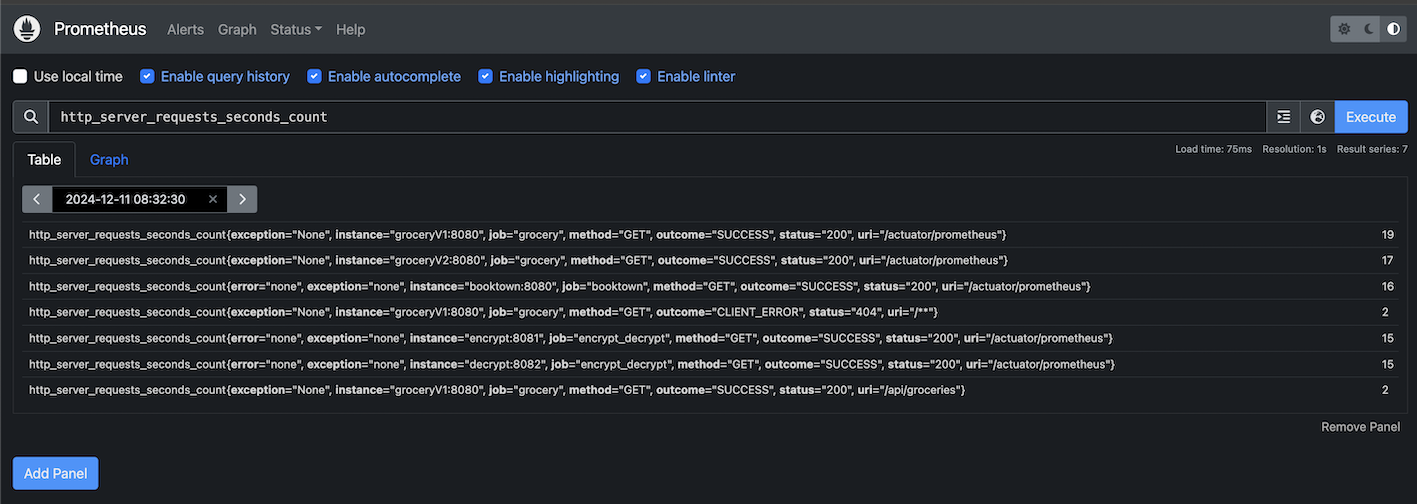 Prometheus Alerts Graph Status Help
Use local time Enable query history Enable autocomplete Enable highlighting Enable linter
http_server_requests_seconds_count Execute
Load time: 75ms Resolution: 1s Result series: 7
Table Graph
2024-12-11 08:32:30
http_server_requests_seconds_count{exception="None", instance="groceryV1:8080", job="grocery", method="GET", outcome="SUCCESS", status="200", uri="/actuator/prometheus"} 19
http_server_requests_seconds_count{exception="None", instance="groceryV2:8080", job="grocery", method="GET", outcome="SUCCESS", status="200", uri="/actuator/prometheus"} 17
http_server_requests_seconds_count{error="none", exception="none", instance="booktown:8080", job="booktown", method="GET", outcome="SUCCESS", status="200", uri="/actuator/prometheus"} 16
http_server_requests_seconds_count{exception="None", instance="groceryV1:8080", job="grocery", method="GET", outcome="CLIENT_ERROR", status="404", uri="/**"} 2
http_server_requests_seconds_count{error="none", exception="none", instance="encrypt:8081", job="encrypt_decrypt", method="GET", outcome="SUCCESS", status="200", uri="/actuator/prometheus"} 15
http_server_requests_seconds_count{error="none", exception="none", instance="decrypt:8082", job="encrypt_decrypt", method="GET", outcome="SUCCESS", status="200", uri="/actuator/prometheus"} 15
http_server_requests_seconds_count{exception="None", instance="groceryV1:8080", job="grocery", method="GET", outcome="SUCCESS", status="200", uri="/api/groceries"} 2
Remove Panel
Add Panel